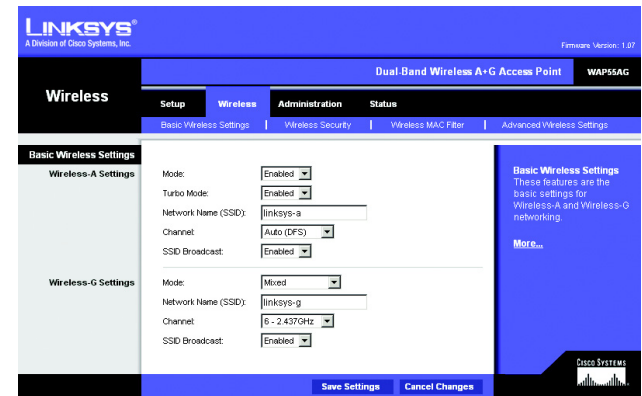 LINKSYS®
A Division of Cisco Systems, Inc.
Firmware Version: 1.07
Dual-Band Wireless A+G Access Point WAP55AG
Wireless
Setup Wireless Administration Status
Basic Wireless Settings | Wireless Security | Wireless MAC Filter | Advanced Wireless Settings
Basic Wireless Settings
Wireless-A Settings
Mode: Enabled
Turbo Mode: Enabled
Network Name (SSID): linksys-a
Channel: Auto (DFS)
SSID Broadcast: Enabled
Wireless-G Settings
Mode: Mixed
Network Name (SSID): linksys-g
Channel: 6 - 2.437GHz
SSID Broadcast: Enabled
Basic Wireless Settings
These features are the
basic settings for
Wireless-A and Wireless-G
networking.
More...
Save Settings Cancel Changes
CISCO SYSTEMS